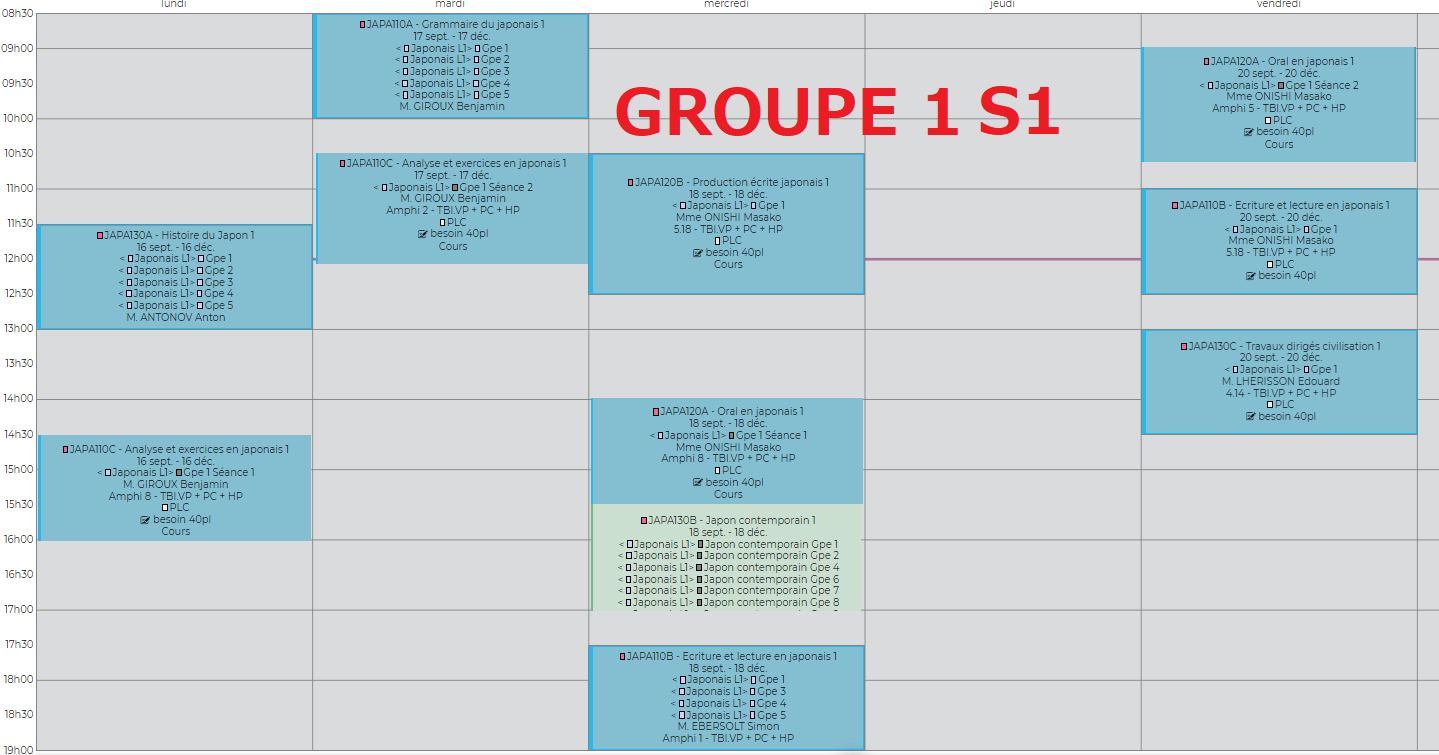 lundi
mardi
mercredi
jeudi
vendredi
GROUPE 1 S1
08h30
09h00
09h30
10h00
10h30
11h00
11h30
12h00
12h30
13h00
13h30
14h00
14h30
15h00
15h30
16h00
16h30
17h00
17h30
18h00
18h30
19h00
JAPA130A - Histoire du Japon 1
16 sept. - 16 déc.
< Japonais L1> Gpe 1
< Japonais L1> Gpe 2
< Japonais L1> Gpe 3
< Japonais L1> Gpe 4
< Japonais L1> Gpe 5
M. ANTONOV Anton
JAPA110C - Analyse et exercices en japonais 1
16 sept. - 16 déc.
< Japonais L1> Gpe 1 Séance 1
M. GIROUX Benjamin
Amphi 8 - TBI.VP + PC + HP
PLC
besoin 40pl
Cours
JAPA110A - Grammaire du japonais 1
17 sept. - 17 déc.
< Japonais L1> Gpe 1
< Japonais L1> Gpe 2
< Japonais L1> Gpe 3
< Japonais L1> Gpe 4
< Japonais L1> Gpe 5
M. GIROUX Benjamin
JAPA110C - Analyse et exercices en japonais 1
17 sept. - 17 déc.
< Japonais L1> Gpe 1 Séance 2
M. GIROUX Benjamin
Amphi 2 - TBI.VP + PC + HP
PLC
besoin 40pl
Cours
JAPA120B - Production écrite japonais 1
18 sept. - 18 déc.
< Japonais L1> Gpe 1
Mme ONISHI Masako
5.18 - TBI.VP + PC + HP
PLC
besoin 40pl
Cours
JAPA120A - Oral en japonais 1
18 sept. - 18 déc.
< Japonais L1> Gpe 1 Séance 1
Mme ONISHI Masako
Amphi 8 - TBI.VP + PC + HP
PLC
besoin 40pl
Cours
JAPA130B - Japon contemporain 1
18 sept. - 18 déc.
< Japonais L1> Japon contemporain Gpe 1
< Japonais L1> Japon contemporain Gpe 2
< Japonais L1> Japon contemporain Gpe 4
< Japonais L1> Japon contemporain Gpe 6
< Japonais L1> Japon contemporain Gpe 7
< Japonais L1> Japon contemporain Gpe 8
JAPA110B - Ecriture et lecture en japonais 1
18 sept. - 18 déc.
< Japonais L1> Gpe 1
< Japonais L1> Gpe 3
< Japonais L1> Gpe 4
< Japonais L1> Gpe 5
M. EBERSOLT Simon
Amphi 1 - TBI.VP + PC + HP
JAPA120A - Oral en japonais 1
20 sept. - 20 déc.
< Japonais L1> Gpe 1 Séance 2
Mme ONISHI Masako
Amphi 5 - TBI.VP + PC + HP
PLC
besoin 40pl
Cours
JAPA110B - Ecriture et lecture en japonais 1
20 sept. - 20 déc.
< Japonais L1> Gpe 1
Mme ONISHI Masako
5.18 - TBI.VP + PC + HP
PLC
besoin 40pl
JAPA130C - Travaux dirigés civilisation 1
20 sept. - 20 déc.
< Japonais L1> Gpe 1
M. LHERISSON Edouard
4.14 - TBI.VP + PC + HP
PLC
besoin 40pl